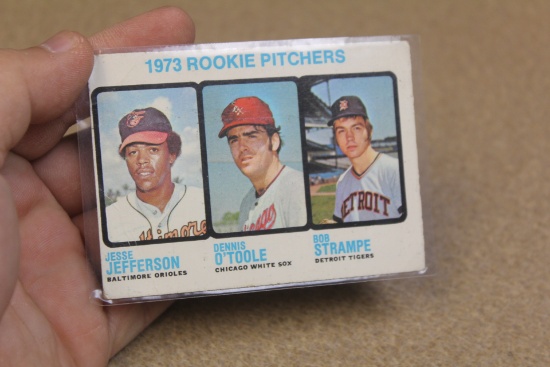 1973 ROOKIE PITCHERS
DETROIT
JESSE
JEFFERSON
BALTIMORE ORIOLES
DENNIS
O'TOOLE
CHICAGO WHITE SOX
BOB
STRAMPE
DETROIT TIGERS